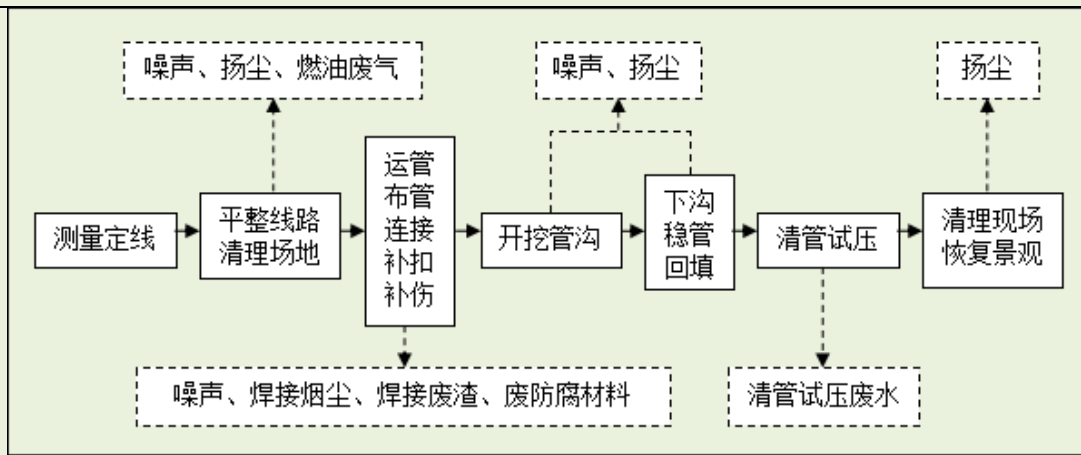 噪声、扬尘、燃油废气
噪声、扬尘
扬尘
测量定线
平整线路
清理场地
运管
布管
连接
补扣
补伤
开挖管沟
下沟
稳管
回填
清管试压
清理现场
恢复景观
噪声、焊接烟尘、焊接废渣、废防腐材料
清管试压废水